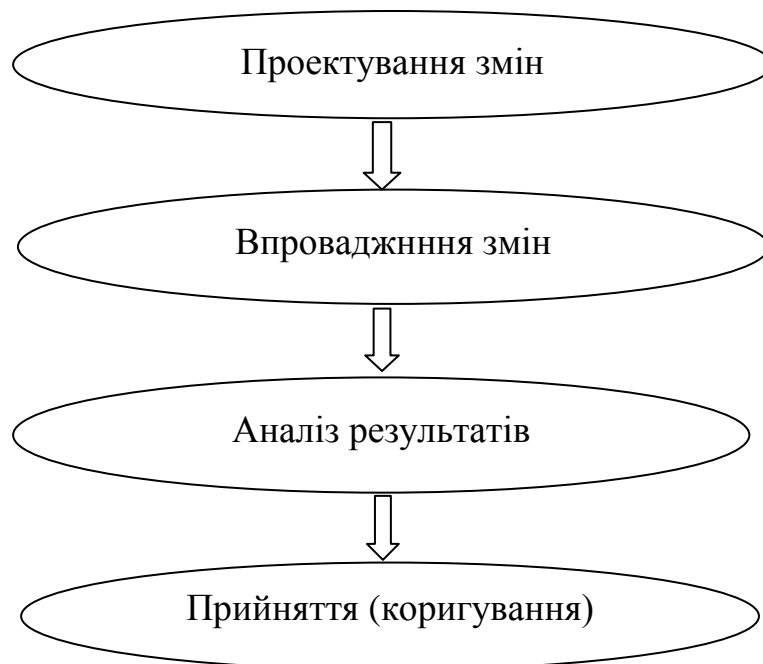 Проектування змін
Впроваджнння змін
Аналіз результатів
Прийняття (коригування)